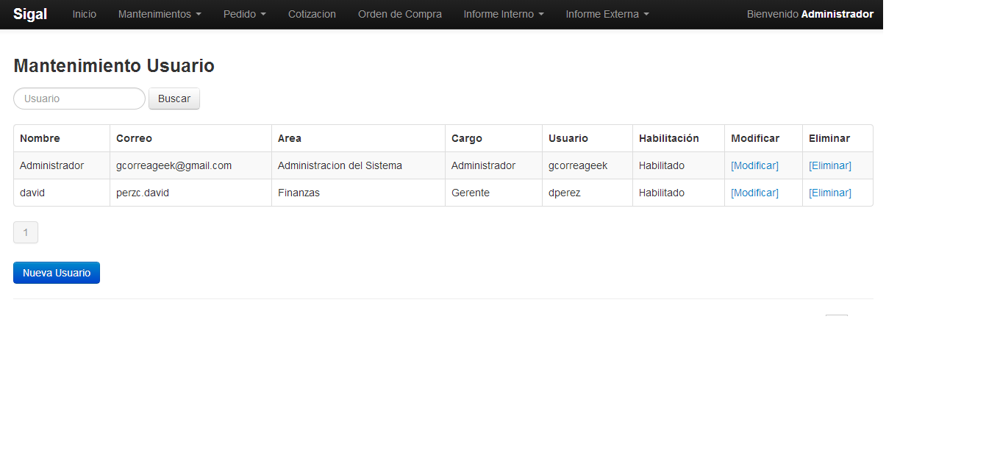 Sigal Inicio Mantenimientos Pedido Cotizacion Orden de Compra Informe Interno Informe Externa Bienvenido Administrador
Mantenimiento Usuario
Usuario Buscar
Nombre Correo Area Cargo Usuario Habilitación Modificar Eliminar
Administrador gcorreageek@gmail.com Administracion del Sistema Administrador gcorreageek Habilitado [Modificar] [Eliminar]
david perzc.david Finanzas Gerente dperez Habilitado [Modificar] [Eliminar]
1
Nueva Usuario